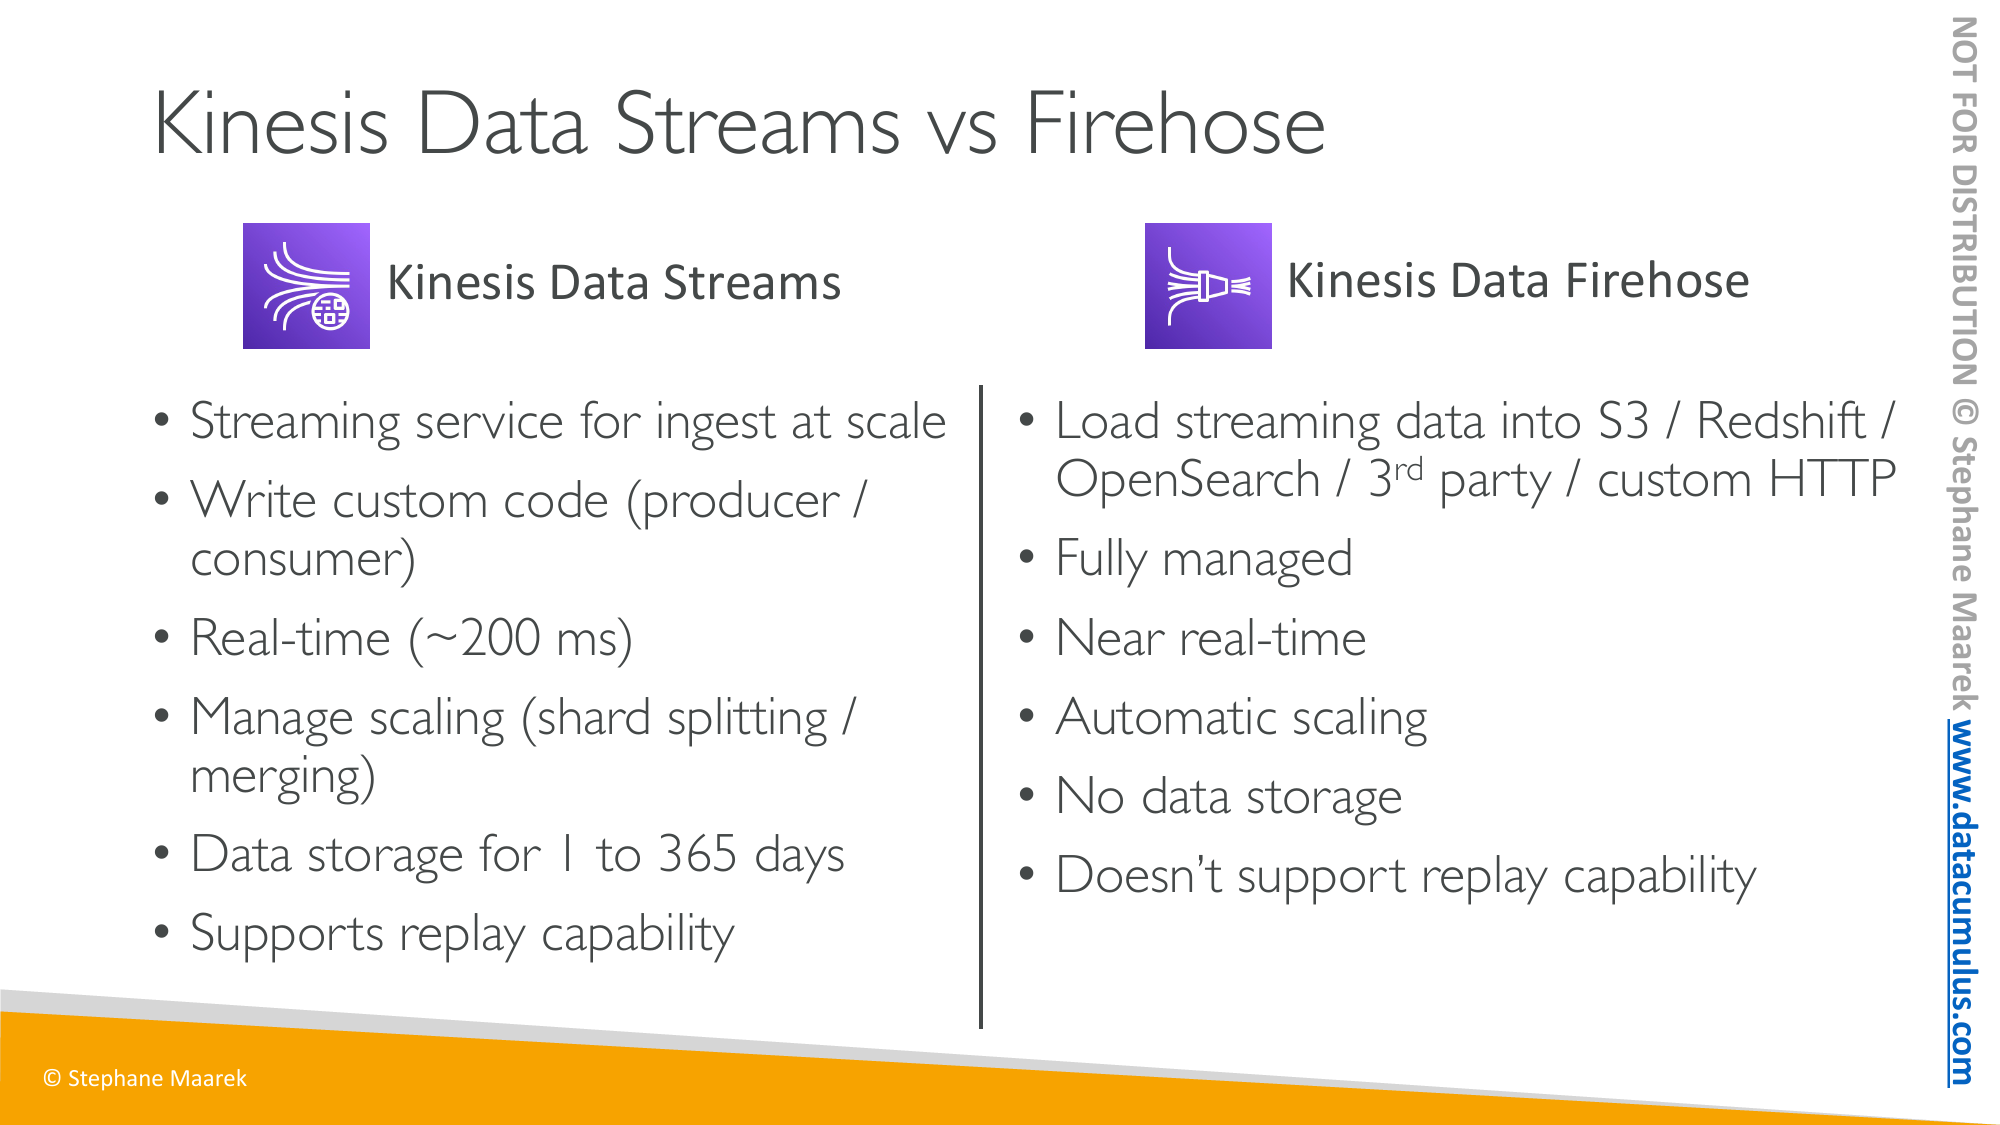 Kinesis Data Streams vs Firehose
Kinesis Data Streams
• Streaming service for ingest at scale
• Write custom code (producer /
consumer)
• Real-time (~200 ms)
• Manage scaling (shard splitting /
merging)
• Data storage for 1 to 365 days
• Supports replay capability
Kinesis Data Firehose
• Load streaming data into S3 / Redshift /
OpenSearch / 3rd party / custom HTTP
• Fully managed
• Near real-time
• Automatic scaling
• No data storage
• Doesn’t support replay capability
© Stephane Maarek
NOT FOR DISTRIBUTION © Stephane Maarek www.datacumulus.com